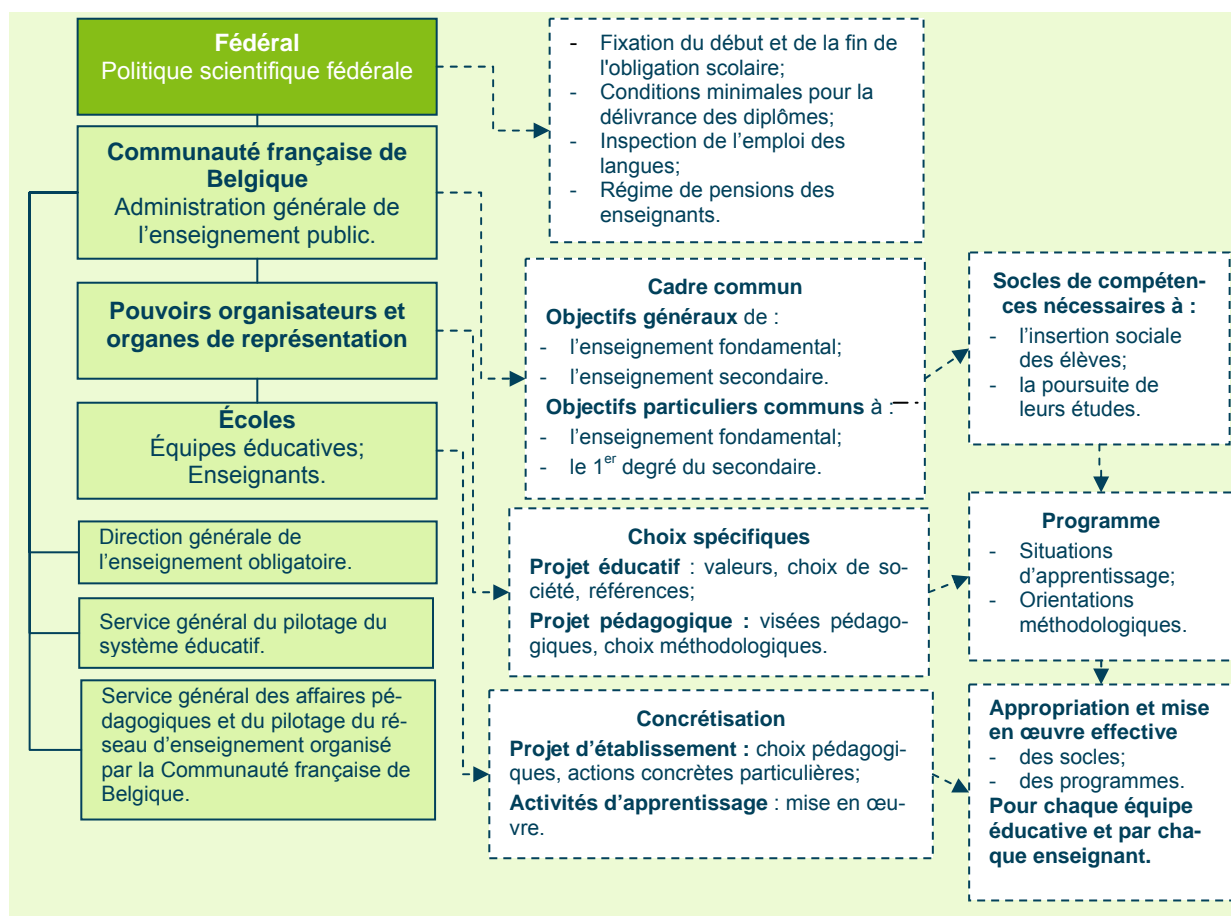 Fédéral
Politique scientifique fédérale
Communauté française de
Belgique
Administration générale de
l'enseignement public.
Pouvoirs organisateurs et
organes de représentation
Écoles
Équipes éducatives;
Enseignants.
Direction générale de
l'enseignement obligatoire.
Service général du pilotage du
système éducatif.
Service général des affaires pé-
dagogiques et du pilotage du ré-
seau d'enseignement organisé
par la Communauté française de
Belgique.
- Fixation du début et de la fin de
l'obligation scolaire;
- Conditions minimales pour la
délivrance des diplômes;
- Inspection de l'emploi des
langues;
- Régime de pensions des
enseignants.
Cadre commun
Objectifs généraux de :
- l'enseignement fondamental;
- l'enseignement secondaire.
Objectifs particuliers communs à :
- l'enseignement fondamental;
- le 1er degré du secondaire.
Choix spécifiques
Projet éducatif : valeurs, choix de so-
ciété, références;
Projet pédagogique : visées pédago-
giques, choix méthodologiques.
Concrétisation
Projet d'établissement : choix pédagogi-
ques, actions concrètes particulières;
Activités d'apprentissage : mise en œu-
vre.
Socles de compéten-
ces nécessaires à :
- l'insertion sociale
des élèves;
- la poursuite de
leurs études.
Programme
- Situations
d'apprentissage;
- Orientations
méthodologiques.
Appropriation et mise
en œuvre effective
- des socles;
- des programmes.
Pour chaque équipe
éducative et par cha-
que enseignant.